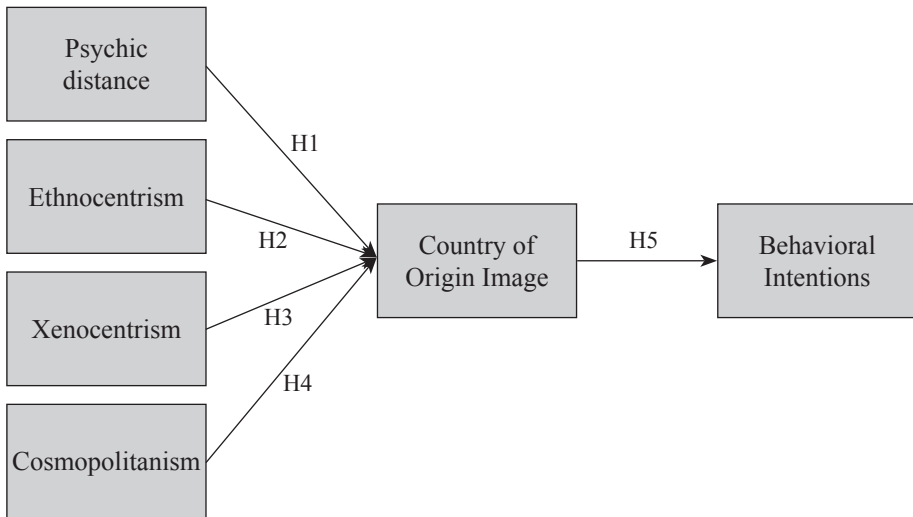 Psychic
distance
H1
Ethnocentrism
H2
Country of
Origin Image
H5
Behavioral
Intentions
Xenocentrism
H3
H4
Cosmopolitanism